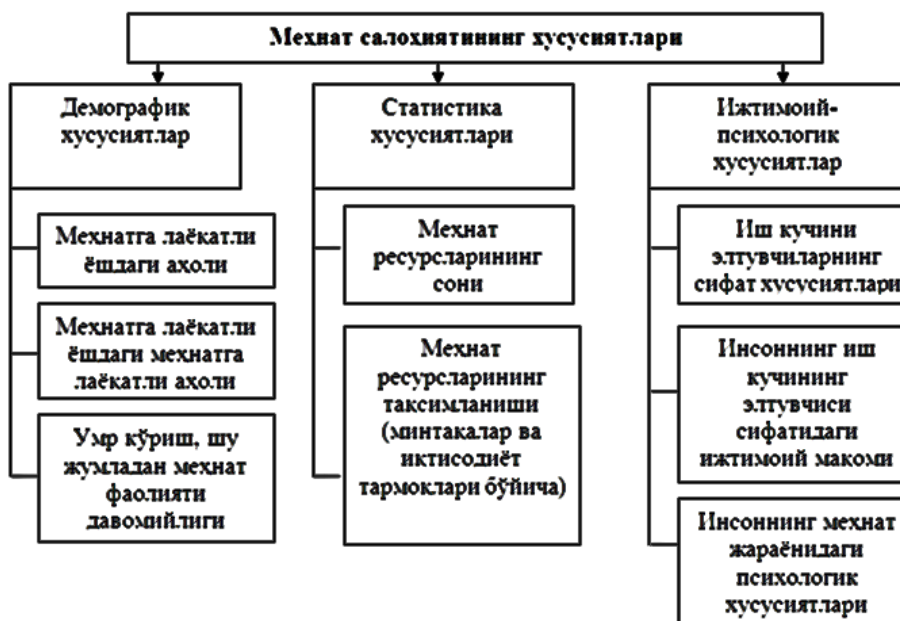 Мехнат салохиятининг хусусиятлари
Демографик
хусусиятлар
Мехнатга лаёкатли
ёшдаги ахоли
Мехнатга лаёкатли
ёшдаги мехнатга
лаёкатли ахоли
Умр кўриш, шу
жумладан мехнат
фаолияти
давомийлиги
Статистика
хусусиятлари
Мехнат
ресурсларининг
сони
Мехнат
ресурсларининг
таксимланиши
(минтакалар ва
иктисодиёт
тармоклари бўйича)
Ижтимоий-
психологик
хусусиятлар
Иш кучини
элтувчиларнинг
сифат хусусиятлари
Инсоннинг иш
кучининг
элтувчиси
сифатидаги
ижтимоий макоми
Инсоннинг мехнат
жараёнидаги
психологик
хусусиятлари